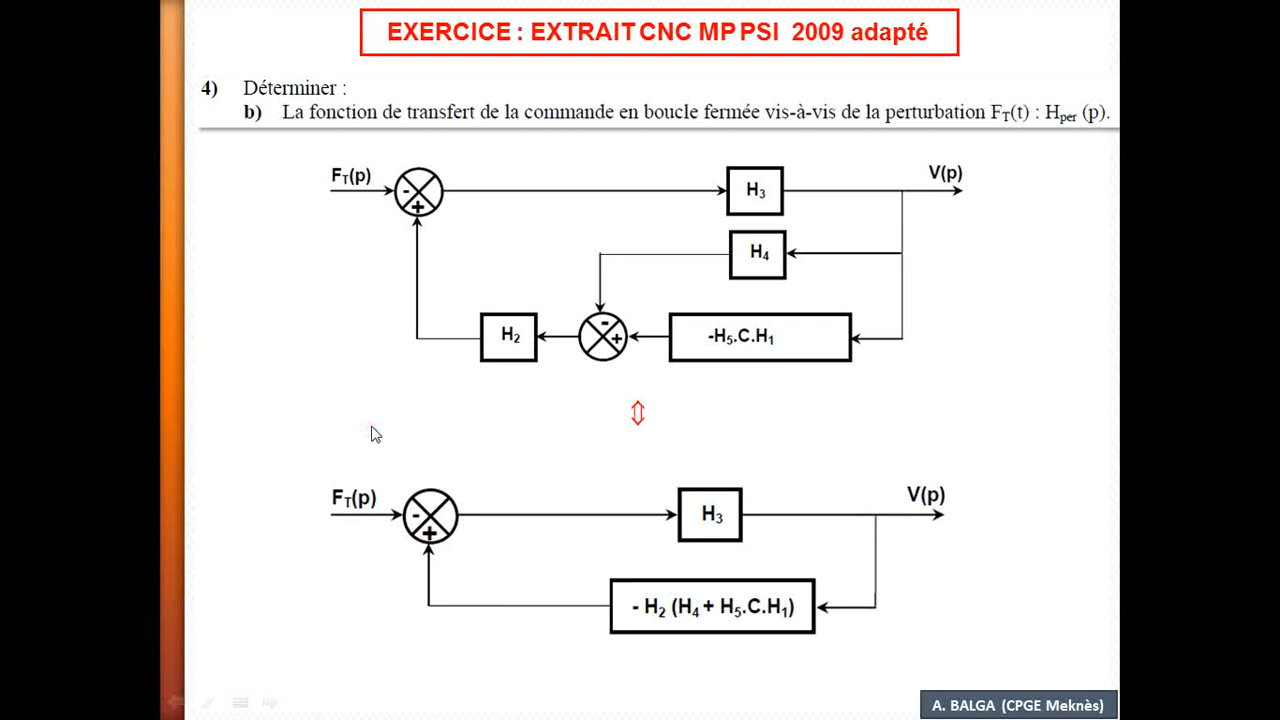 EXERCICE : EXTRAIT CNC MP PSI 2009 adapté
4) Déterminer :
b) La fonction de transfert de la commande en boucle fermée vis-à-vis de la perturbation FT(t) : Hper (p).
FT(p)
V(p)
-
+
H3
H4
-
+
H2
-H5.C.H1
FT(p)
V(p)
-
+
H3
- H2 (H4 + H5.C.H1)
A. BALGA (CPGE Meknès)